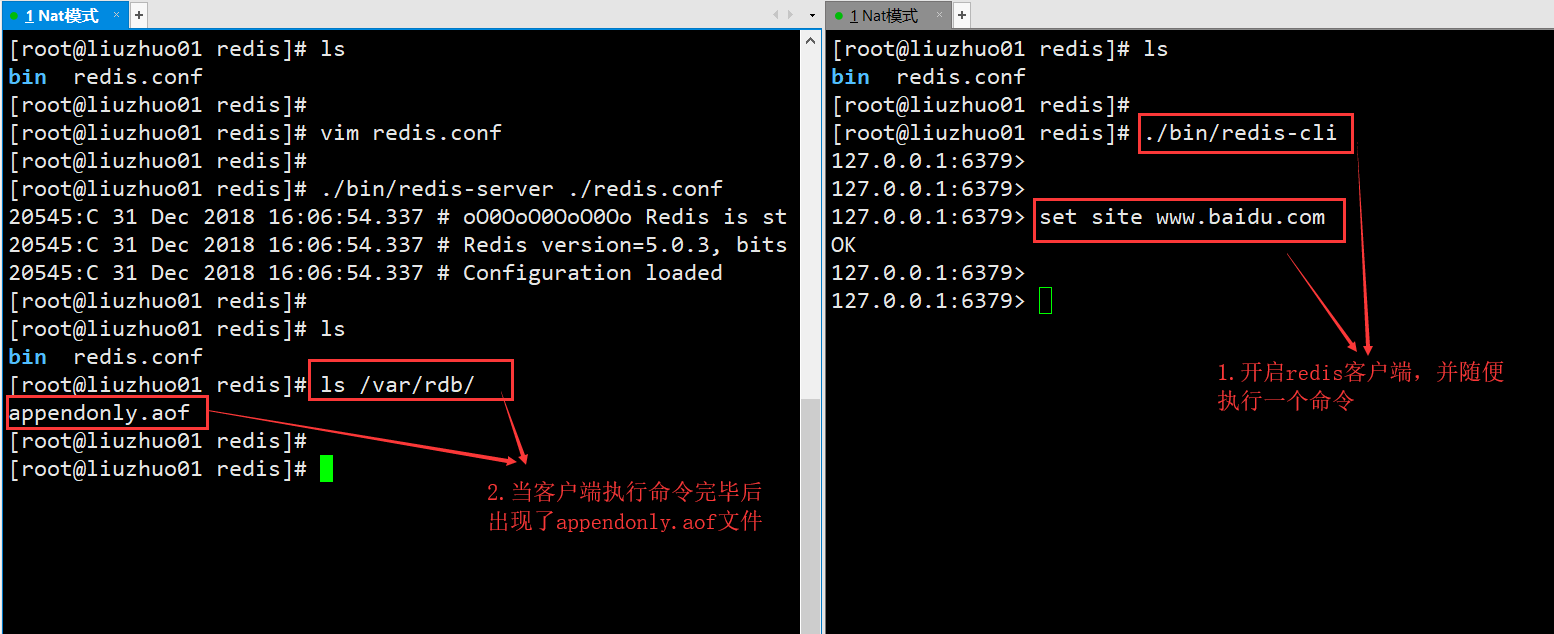 1 Nat模式 × +
[root@liuzhuo01 redis]# ls
bin  redis.conf
[root@liuzhuo01 redis]#
[root@liuzhuo01 redis]# vim redis.conf
[root@liuzhuo01 redis]#
[root@liuzhuo01 redis]# ./bin/redis-server ./redis.conf
20545:C 31 Dec 2018 16:06:54.337 # oO0OoO0OoO0Oo Redis is st
20545:C 31 Dec 2018 16:06:54.337 # Redis version=5.0.3, bits
20545:C 31 Dec 2018 16:06:54.337 # Configuration loaded
[root@liuzhuo01 redis]#
[root@liuzhuo01 redis]# ls
bin  redis.conf
[root@liuzhuo01 redis]# ls /var/rdb/
appendonly.aof
[root@liuzhuo01 redis]#
[root@liuzhuo01 redis]#
2.当客户端执行命令完毕后
出现了appendonly.aof文件
1 Nat模式 × +
[root@liuzhuo01 redis]# ls
bin  redis.conf
[root@liuzhuo01 redis]#
[root@liuzhuo01 redis]# ./bin/redis-cli
127.0.0.1:6379>
127.0.0.1:6379>
127.0.0.1:6379> set site www.baidu.com
OK
127.0.0.1:6379>
127.0.0.1:6379>
1.开启redis客户端，并随便
执行一个命令